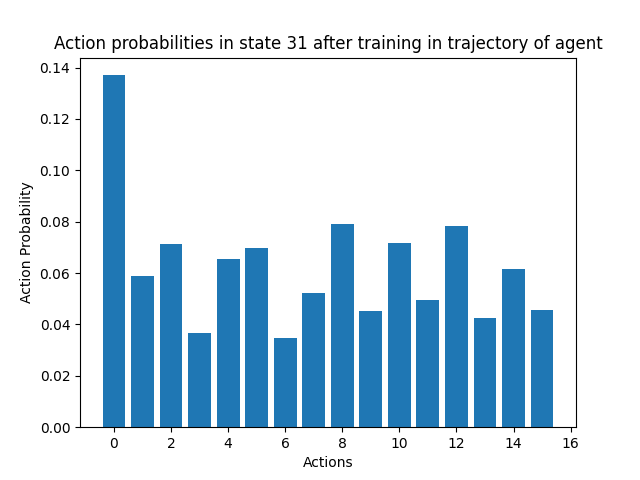 Action probabilities in state 31 after training in trajectory of agent
0.14
0.12
0.10
0.08
0.06
0.04
0.02
0.00
Action Probability
0 2 4 6 8 10 12 14 16
Actions